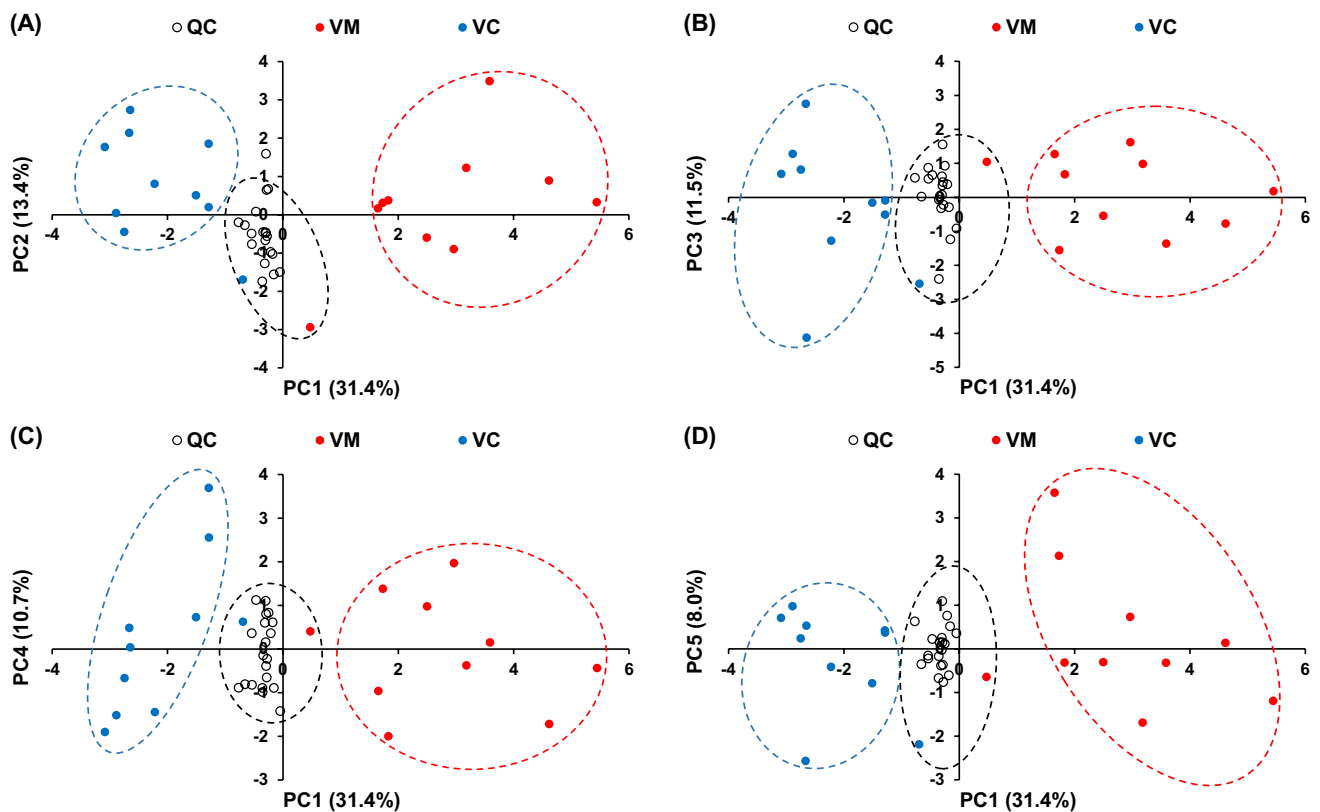 (A) QC VM VC
4
3
2
1
0
-1
-2
-3
-4
-4 -2 0 2 4 6
PC2 (13.4%)
PC1 (31.4%)
(B) QC VM VC
4
3
2
1
0
-1
-2
-3
-4
-5
-4 -2 0 2 4 6
PC3 (11.5%)
PC1 (31.4%)
(C) QC VM VC
4
3
2
1
0
-1
-2
-3
-4 -2 0 2 4 6
PC4 (10.7%)
PC1 (31.4%)
(D) QC VM VC
4
3
2
1
0
-1
-2
-3
-4 -2 0 2 4 6
PC5 (8.0%)
PC1 (31.4%)